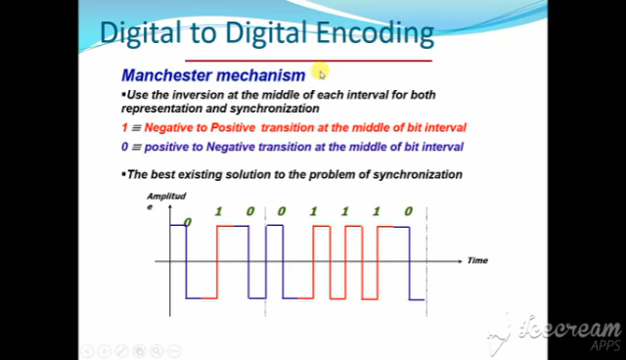 Digital to Digital Encoding
Manchester mechanism
▪Use the inversion at the middle of each interval for both
representation and synchronization
1 ≡ Negative to Positive transition at the middle of bit interval
0 ≡ positive to Negative transition at the middle of bit interval
▪The best existing solution to the problem of synchronization
Amplitud
e
0 1 0 0 1 1 1 0
Time
Icecream
APPS